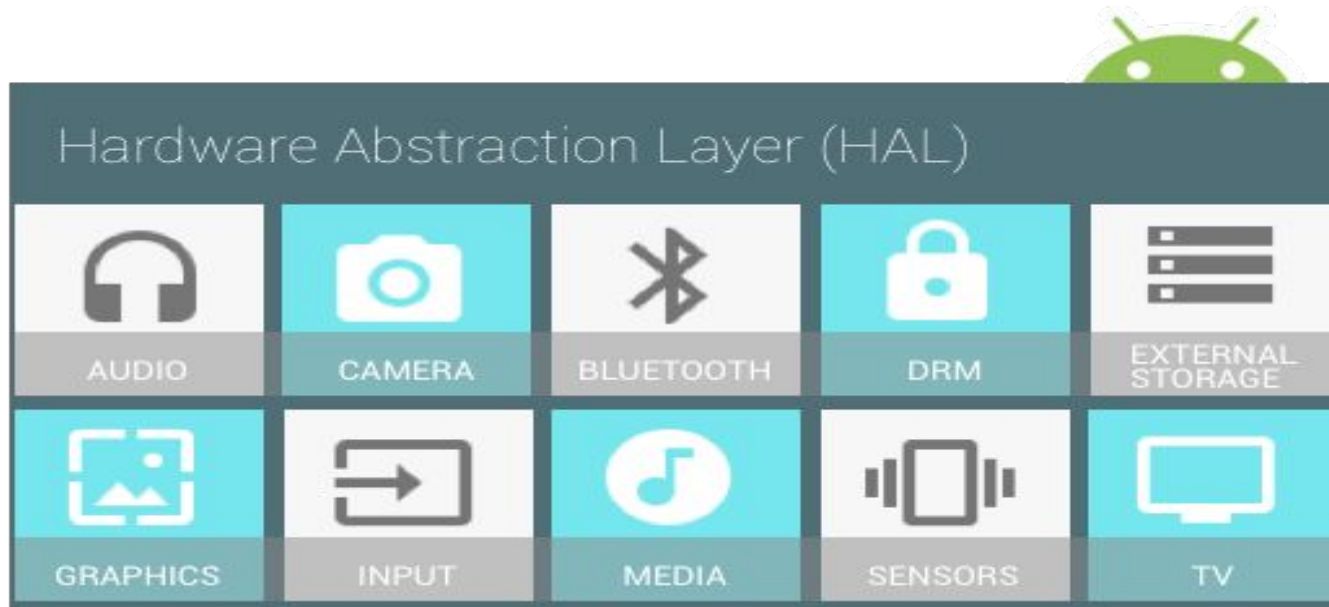 Hardware Abstraction Layer (HAL)
AUDIO
CAMERA
BLUETOOTH
DRM
EXTERNAL
STORAGE
GRAPHICS
INPUT
MEDIA
SENSORS
TV